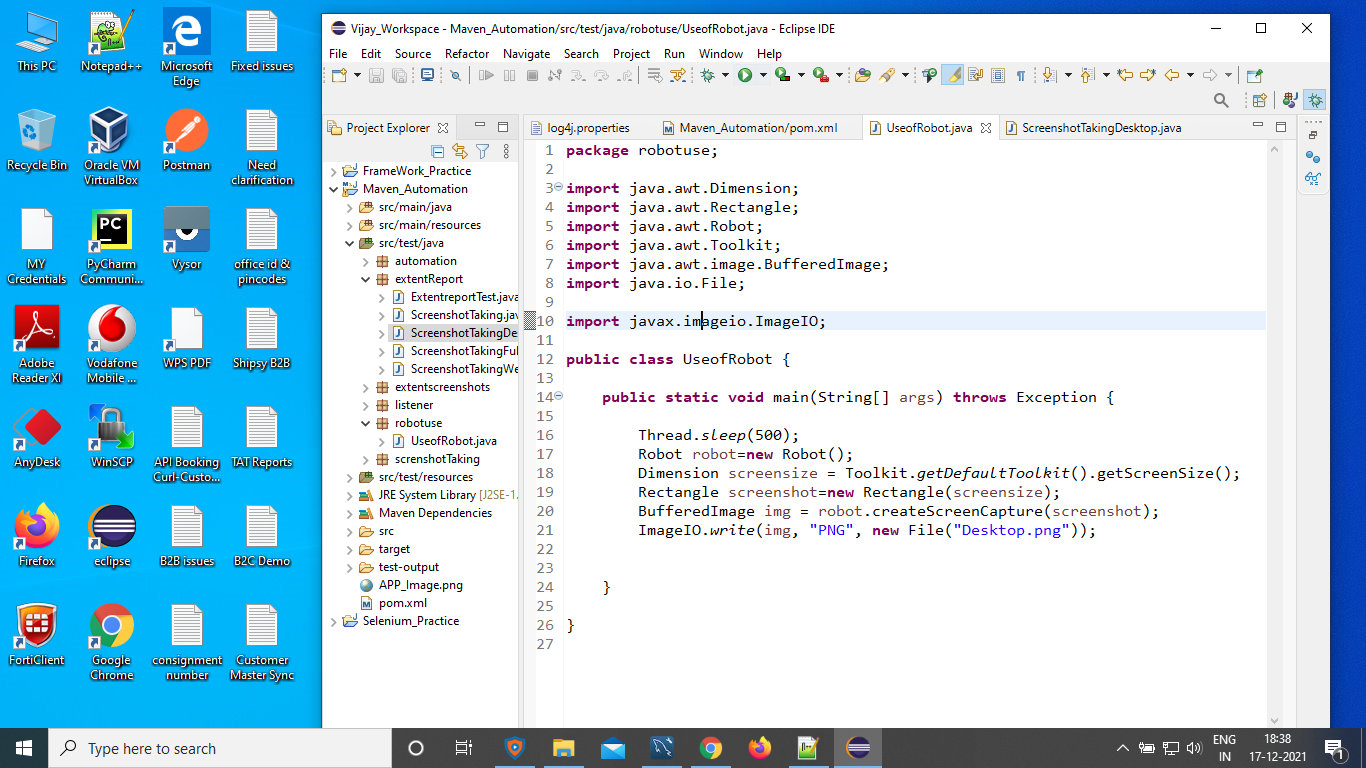 This PC
Notepad++
Microsoft
Edge
Fixed issues
Recycle Bin
Oracle VM
VirtualBox
Postman
Need
clarification
MY
Credentials
PyCharm
Communi...
Vysor
office id &
pincodes
Adobe
Reader XI
Vodafone
Mobile ...
WPS PDF
Shipsy B2B
AnyDesk
WinSCP
API Booking
Curl-Custo...
TAT Reports
Firefox
eclipse
B2B issues
B2C Demo
FortiClient
Google
Chrome
consignment
number
Customer
Master Sync
Vijay_Workspace - Maven_Automation/src/test/java/robotuse/UseofRobot.java - Eclipse IDE
File Edit Source Refactor Navigate Search Project Run Window Help
Project Explorer
FrameWork_Practice
Maven_Automation
src/main/java
src/main/resources
src/test/java
automation
extentReport
ExtentreportTest.java
ScreenshotTaking.jav
ScreenshotTakingDe
ScreenshotTakingFul
ScreenshotTakingWe
extentscreenshots
listener
robotuse
UseofRobot.java
screnshotTaking
src/test/resources
JRE System Library [J2SE-1.
Maven Dependencies
src
target
test-output
APP_Image.png
pom.xml
Selenium_Practice
log4j.properties Maven_Automation/pom.xml UseofRobot.java ScreenshotTakingDesktop.java
1 package robotuse;
2
3 import java.awt.Dimension;
4 import java.awt.Rectangle;
5 import java.awt.Robot;
6 import java.awt.Toolkit;
7 import java.awt.image.BufferedImage;
8 import java.io.File;
9
10 import javax.imageio.ImageIO;
11
12 public class UseofRobot {
13
14 public static void main(String[] args) throws Exception {
15
16 Thread.sleep(500);
17 Robot robot=new Robot();
18 Dimension screensize = Toolkit.getDefaultToolkit().getScreenSize();
19 Rectangle screenshot=new Rectangle(screensize);
20 BufferedImage img = robot.createScreenCapture(screenshot);
21 ImageIO.write(img, "PNG", new File("Desktop.png"));
22
23
24 }
25
26 }
27
Type here to search
ENG
IN
18:38
17-12-2021
1